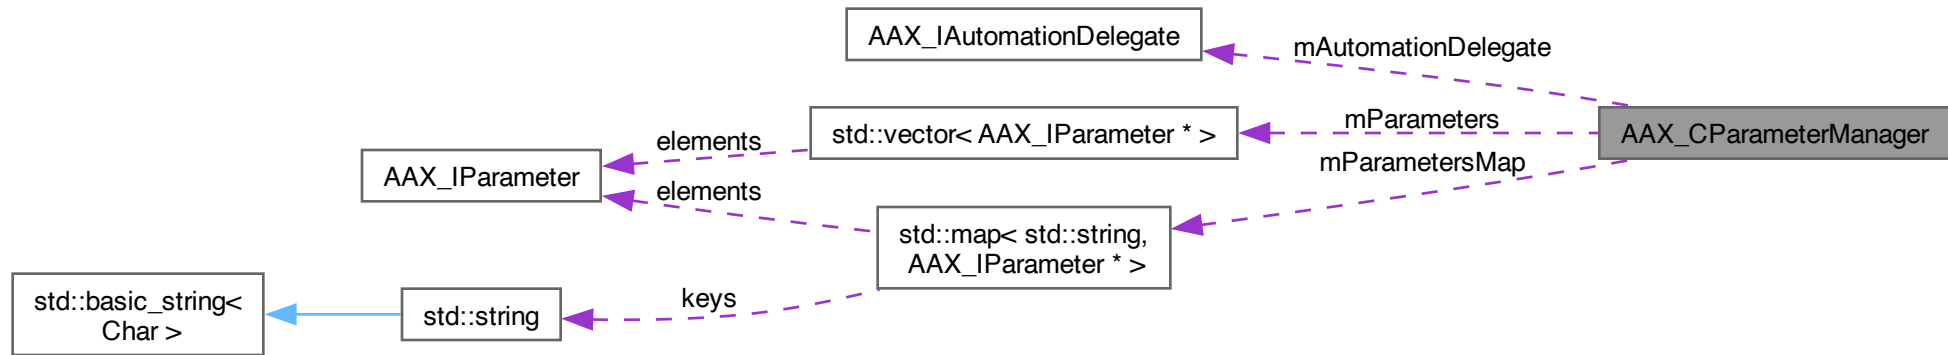 AAX_IAutomationDelegate
mAutomationDelegate
std::vector< AAX_IParameter * >
mParameters
AAX_CParameterManager
elements
AAX_IParameter
elements
mParametersMap
std::map< std::string,
AAX_IParameter * >
keys
std::string
std::basic_string<
Char >